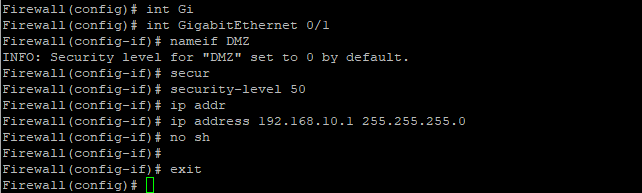 Firewall(config)# int Gi
Firewall(config)# int GigabitEthernet 0/1
Firewall(config-if)# nameif DMZ
INFO: Security level for "DMZ" set to 0 by default.
Firewall(config-if)# secur
Firewall(config-if)# security-level 50
Firewall(config-if)# ip addr
Firewall(config-if)# ip address 192.168.10.1 255.255.255.0
Firewall(config-if)# no sh
Firewall(config-if)#
Firewall(config-if)# exit
Firewall(config)#